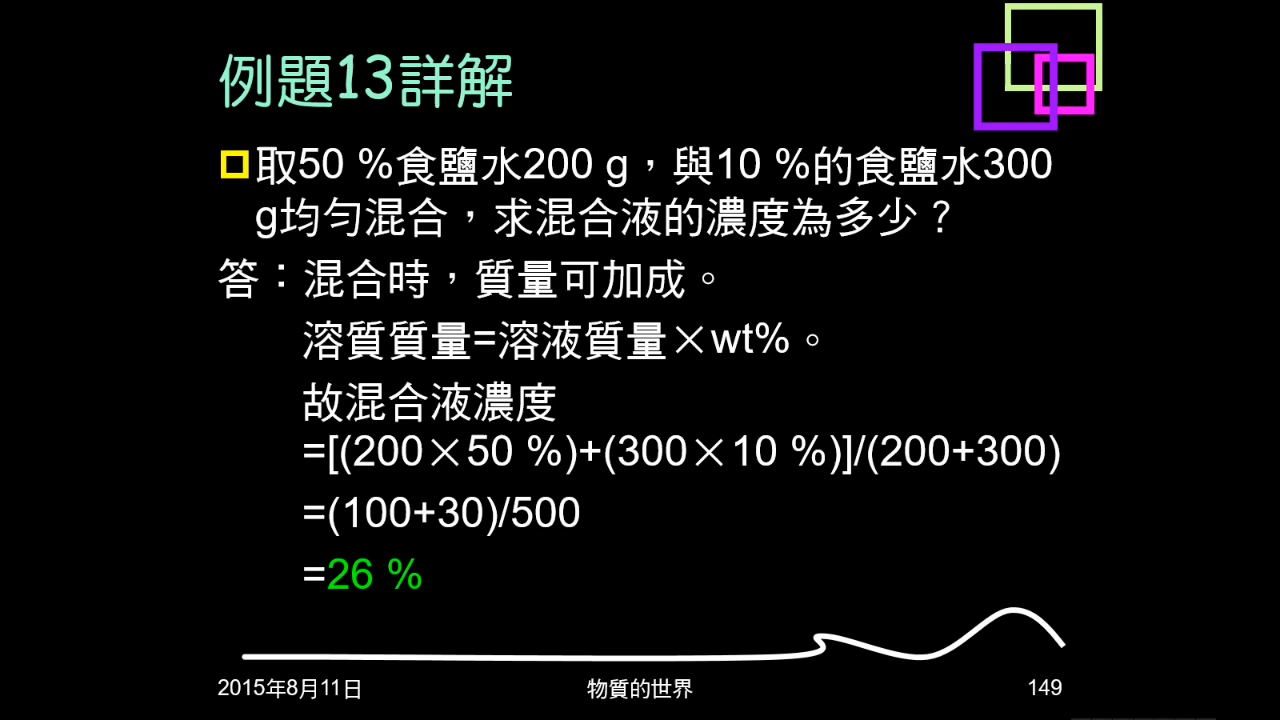 例題13詳解
取50 %食鹽水200 g，與10 %的食鹽水300
g均勻混合，求混合液的濃度為多少？
答：混合時，質量可加成。
溶質質量=溶液質量×wt%。
故混合液濃度
=[(200×50 %)+(300×10 %)]/(200+300)
=(100+30)/500
=26 %
2015年8月11日
物質的世界
149